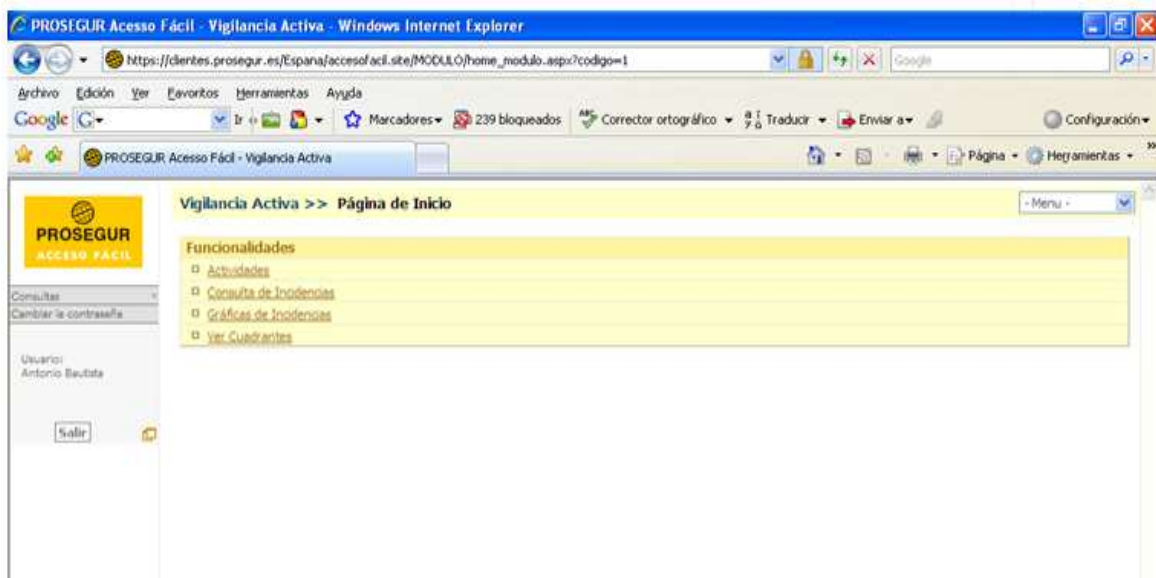 PROSEGUR Acesso Fácil - Vigilancia Activa - Windows Internet Explorer
https://clientes.prosegur.es/Espana/accesofacil.site/MODULO/home_modulo.aspx?codigo=1
Google
Archivo Edición Ver Favoritos Herramientas Ayuda
Google G Ir Marcadores 239 bloqueados ABC Corrector ortográfico Traducir Enviar a Configuración
PROSEGUR Acesso Fácil - Vigilancia Activa Página Herramientas
PROSEGUR
ACCESO FACIL
Vigilancia Activa >> Página de Inicio
- Menu -
Funcionalidades
Actividades
Consulta de Incidencias
Gráficas de Incidencias
Ver Cuadrantes
Consultas
Cambiar la contraseña
Usuario:
Antonio Bautista
Salir